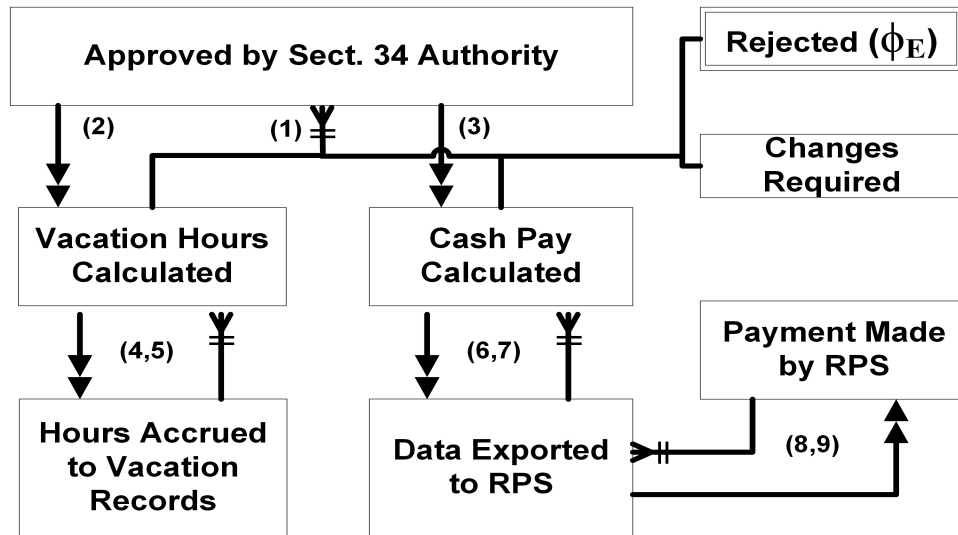 Approved by Sect. 34 Authority
Rejected (ϕE)
(2)
(1)
(3)
Changes
Required
Vacation Hours
Calculated
Cash Pay
Calculated
(4,5)
(6,7)
Payment Made
by RPS
Hours Accrued
to Vacation
Records
Data Exported
to RPS
(8,9)